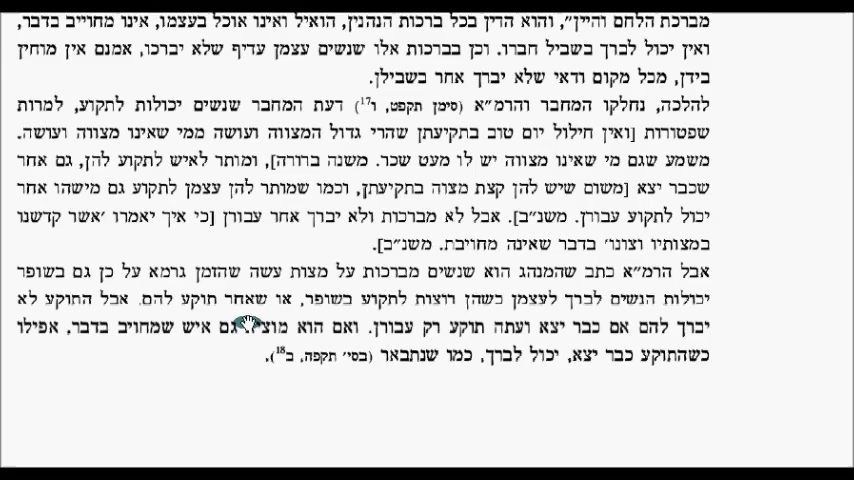 מברכת הלחם והיין", והוא הדין בכל ברכות הנהנין, הואיל ואינו אוכל בעצמו, אינו מחוייב בדבר,
ואין יכול לברך בשביל חברו. וכן בברכות אלו שנשים עצמן עדיף שלא יברכו, אמנם אין מוחין
בידן, מכל מקום ודאי שלא יברך אחר בשבילן.
להלכה, נחלקו המחבר והרמ"א (סימן תקפט, ו17) דעת המחבר שנשים יכולות לתקוע, למרות
שפטורות [ואין חילול יום טוב בתקיעתן שהרי גדול המצווה ועושה ממי שאינו מצווה ועושה.
משמע שגם מי שאינו מצווה יש לו מעט שכר. משנה ברורה], ומותר לאיש לתקוע להן, גם אחר
שכבר יצא [משום שיש להן קצת מצוה בתקיעתן, וכמו שמותר להן עצמן לתקוע גם מישהו אחר
יכול לתקוע עבורן. משנ"ב]. אבל לא מברכות ולא יברך אחר עבורן [כי איך יאמרו 'אשר קדשנו
במצותיו וצונו' בדבר שאינה מחויבת. משנ"ב].
אבל הרמ"א כתב שהמנהג הוא שנשים מברכות על מצות עשה שהזמן גרמא על כן גם בשופר
יכולות הנשים לברך לעצמן כשהן רוצות לתקוע בשופר, או שאחר תוקע להם. אבל התוקע לא
יברך להם אם כבר יצא ועתה תוקע רק עבורן. ואם הוא גם איש שמחויב בדבר, אפילו
כשהתוקע כבר יצא, יכול לברך, כמו שנתבאר (בסי' תקפה, ב18).